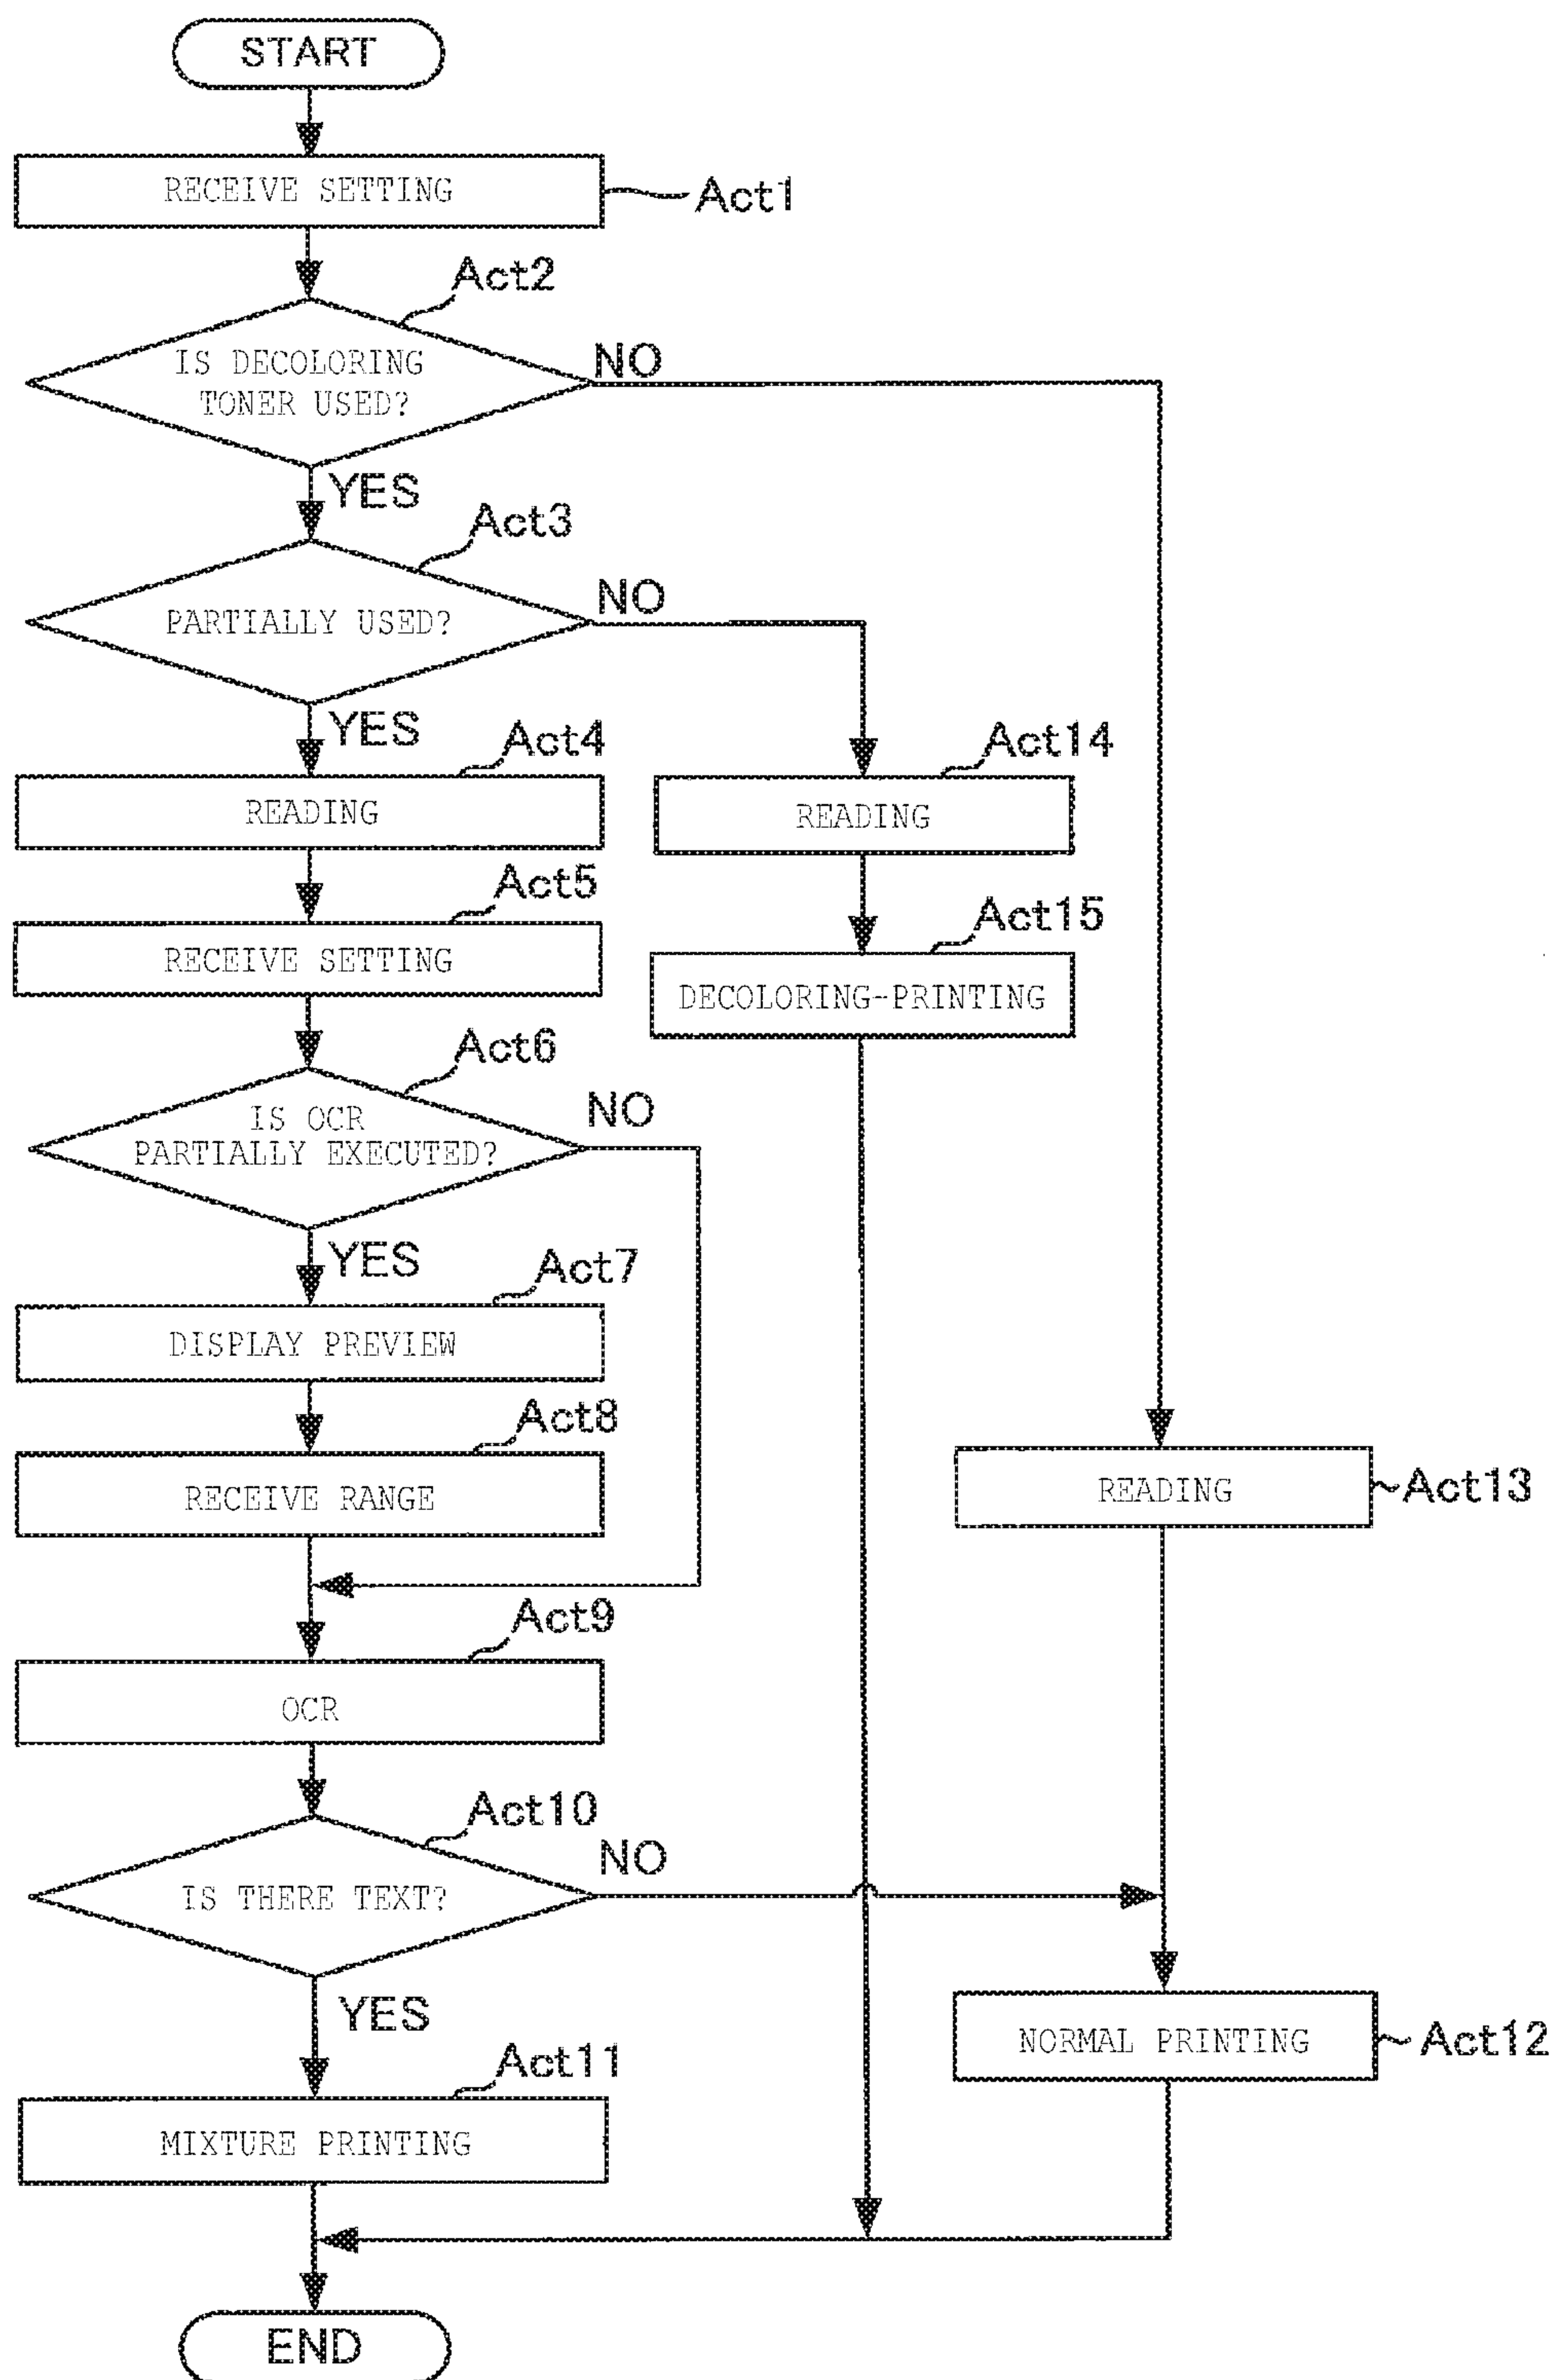 START
RECEIVE SETTING
Act1
Act2
IS DECOLORING
TONER USED?
NO
YES
Act3
PARTIALLY USED?
NO
YES
Act4
READING
Act14
READING
Act5
RECEIVE SETTING
Act15
DECOLORING-PRINTING
Act6
IS OCR
PARTIALLY EXECUTED?
NO
YES
Act7
DISPLAY PREVIEW
Act8
RECEIVE RANGE
READING
Act13
Act9
OCR
Act10
IS THERE TEXT?
NO
YES
NORMAL PRINTING
Act12
Act11
MIXTURE PRINTING
END